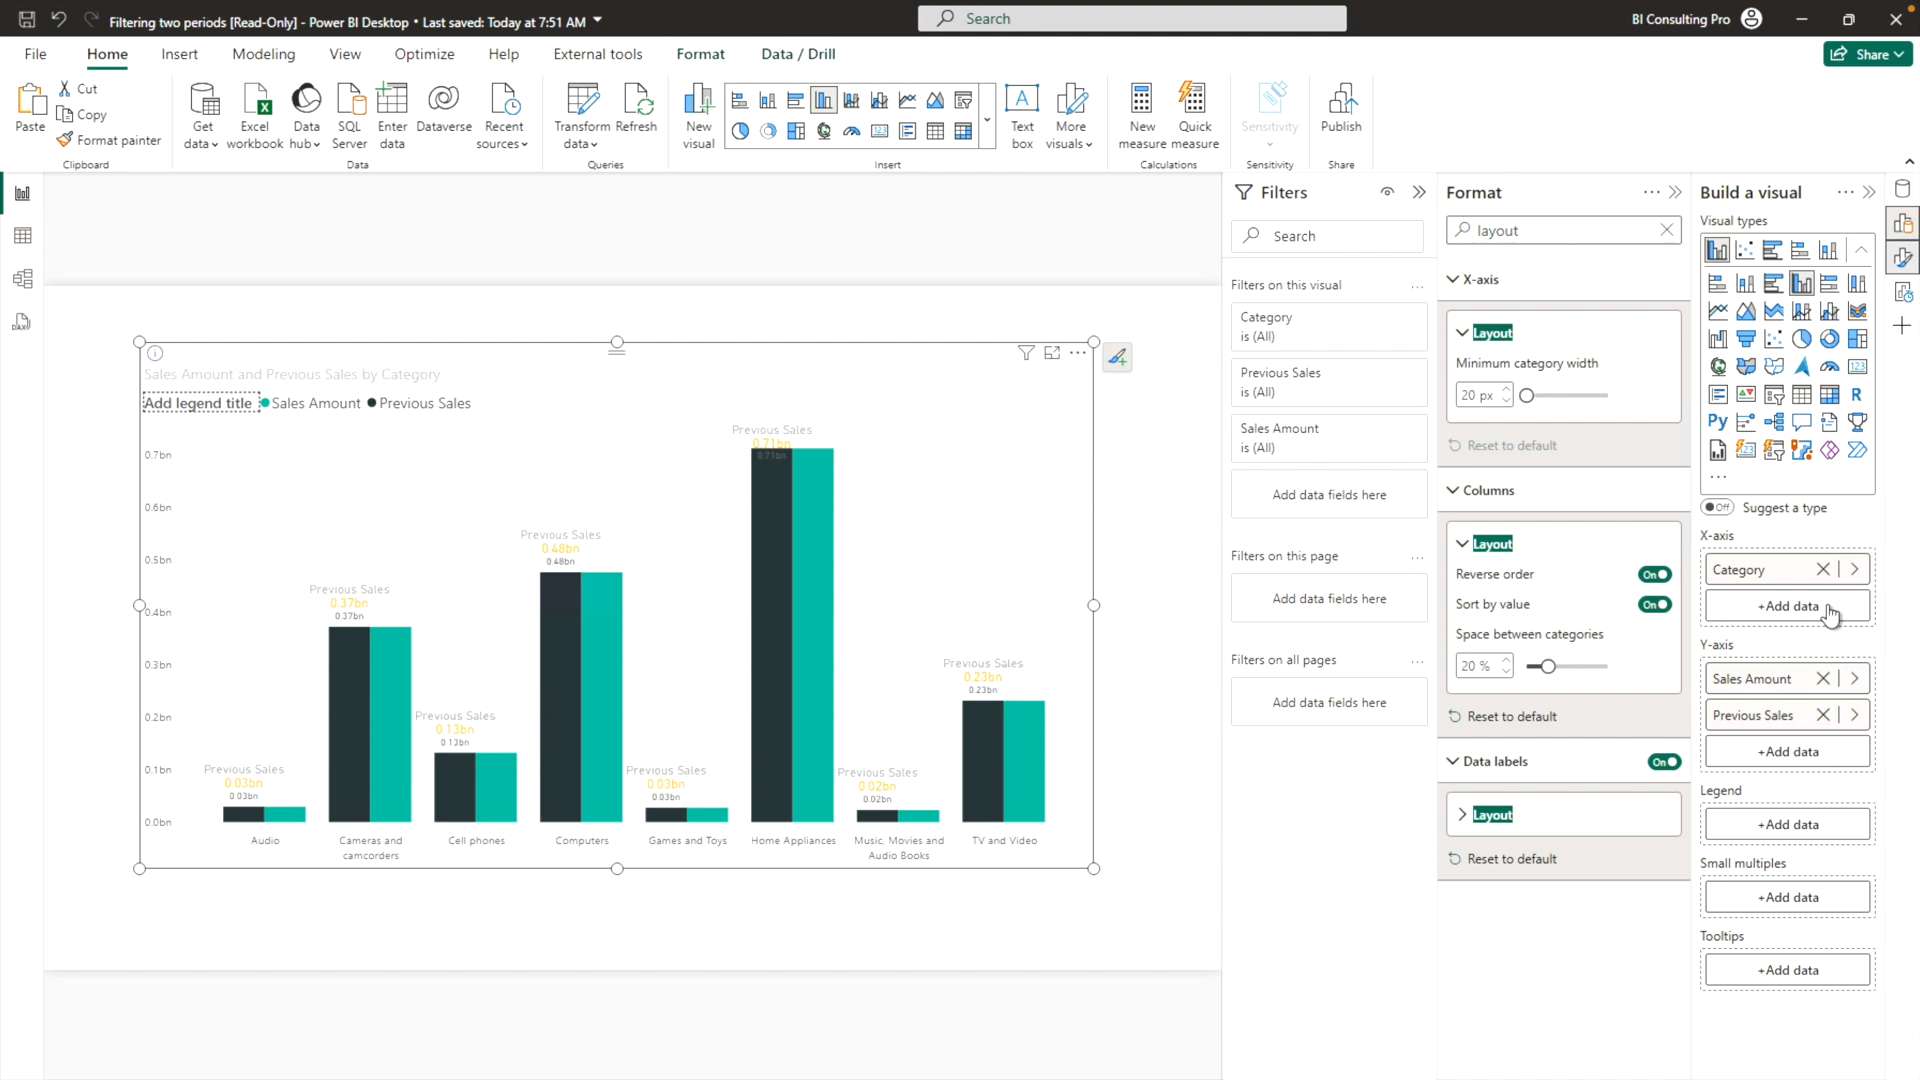 Filtering two periods [Read-Only] - Power BI Desktop • Last saved: Today at 7:51 AM
Search
BI Consulting Pro
File
Home
Insert
Modeling
View
Optimize
Help
External tools
Format
Data / Drill
Share
Paste
Cut
Copy
Format painter
Clipboard
Get data
Excel workbook
Data hub
SQL Server
Enter data
Dataverse
Recent sources
Data
Transform data
Refresh
Queries
New visual
Insert
Text box
More visuals
New measure
Quick measure
Calculations
Sensitivity
Sensitivity
Publish
Share
Sales Amount and Previous Sales by Category
Add legend title
Sales Amount
Previous Sales
0.7bn
0.6bn
0.5bn
0.4bn
0.3bn
0.2bn
0.1bn
0.0bn
Previous Sales
0.03bn
0.03bn
Previous Sales
0.37bn
0.37bn
Previous Sales
0.13bn
0.13bn
Previous Sales
0.48bn
0.48bn
Previous Sales
0.03bn
0.03bn
Previous Sales
0.71bn
0.71bn
Previous Sales
0.02bn
0.02bn
Previous Sales
0.23bn
0.23bn
Audio
Cameras and
camcorders
Cell phones
Computers
Games and Toys
Home Appliances
Music, Movies and
Audio Books
TV and Video
Filters
Search
Filters on this visual
Category
is (All)
Previous Sales
is (All)
Sales Amount
is (All)
Add data fields here
Filters on this page
Add data fields here
Filters on all pages
Add data fields here
Format
layout
X-axis
Layout
Minimum category width
20 px
Reset to default
Columns
Layout
Reverse order
On
Sort by value
On
Space between categories
20 %
Reset to default
Data labels
On
Layout
Reset to default
Build a visual
Visual types
R
Py
123
123
Off
Suggest a type
X-axis
Category
+Add data
Y-axis
Sales Amount
Previous Sales
+Add data
Legend
+Add data
Small multiples
+Add data
Tooltips
+Add data